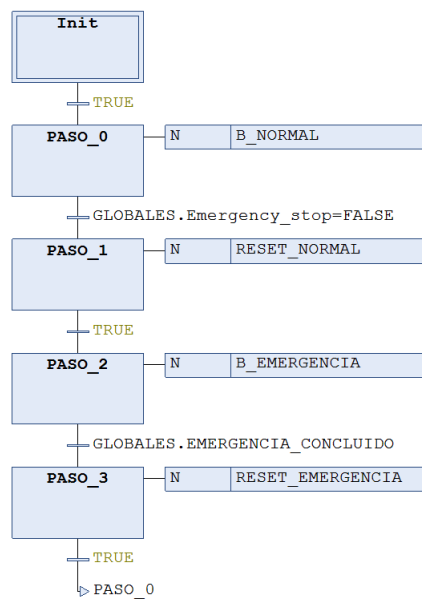 Init
TRUE
PASO_0 N B_NORMAL
GLOBALES.Emergency_stop=FALSE
PASO_1 N RESET_NORMAL
TRUE
PASO_2 N B_EMERGENCIA
GLOBALES.EMERGENCIA_CONCLUIDO
PASO_3 N RESET_EMERGENCIA
TRUE
PASO_0